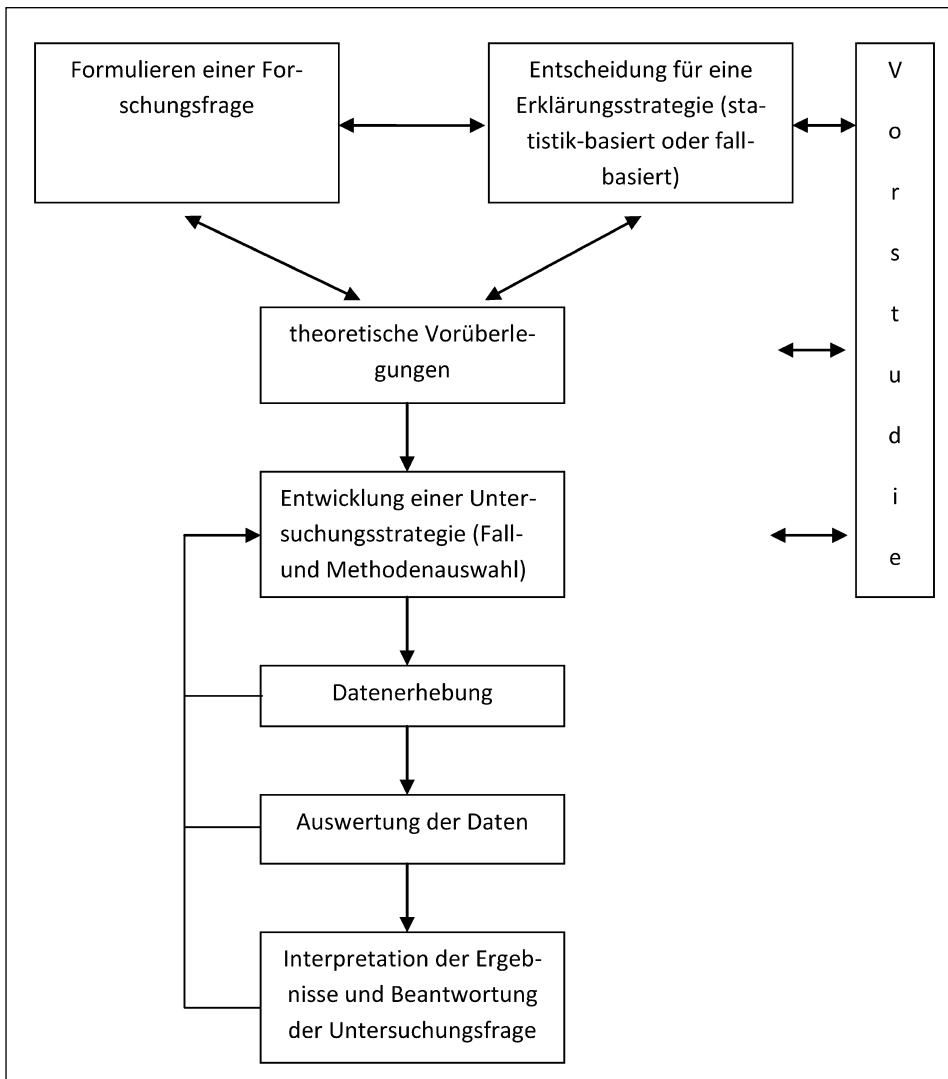 Formulieren einer For-
schungsfrage
Entscheidung für eine
Erklärungsstrategie (sta-
tistik-basiert oder fall-
basiert)
V
o
r
s
t
u
d
i
e
theoretische Vorüberle-
gungen
Entwicklung einer Unter-
suchungsstrategie (Fall-
und Methodenauswahl)
Datenerhebung
Auswertung der Daten
Interpretation der Ergeb-
nisse und Beantwortung
der Untersuchungsfrage